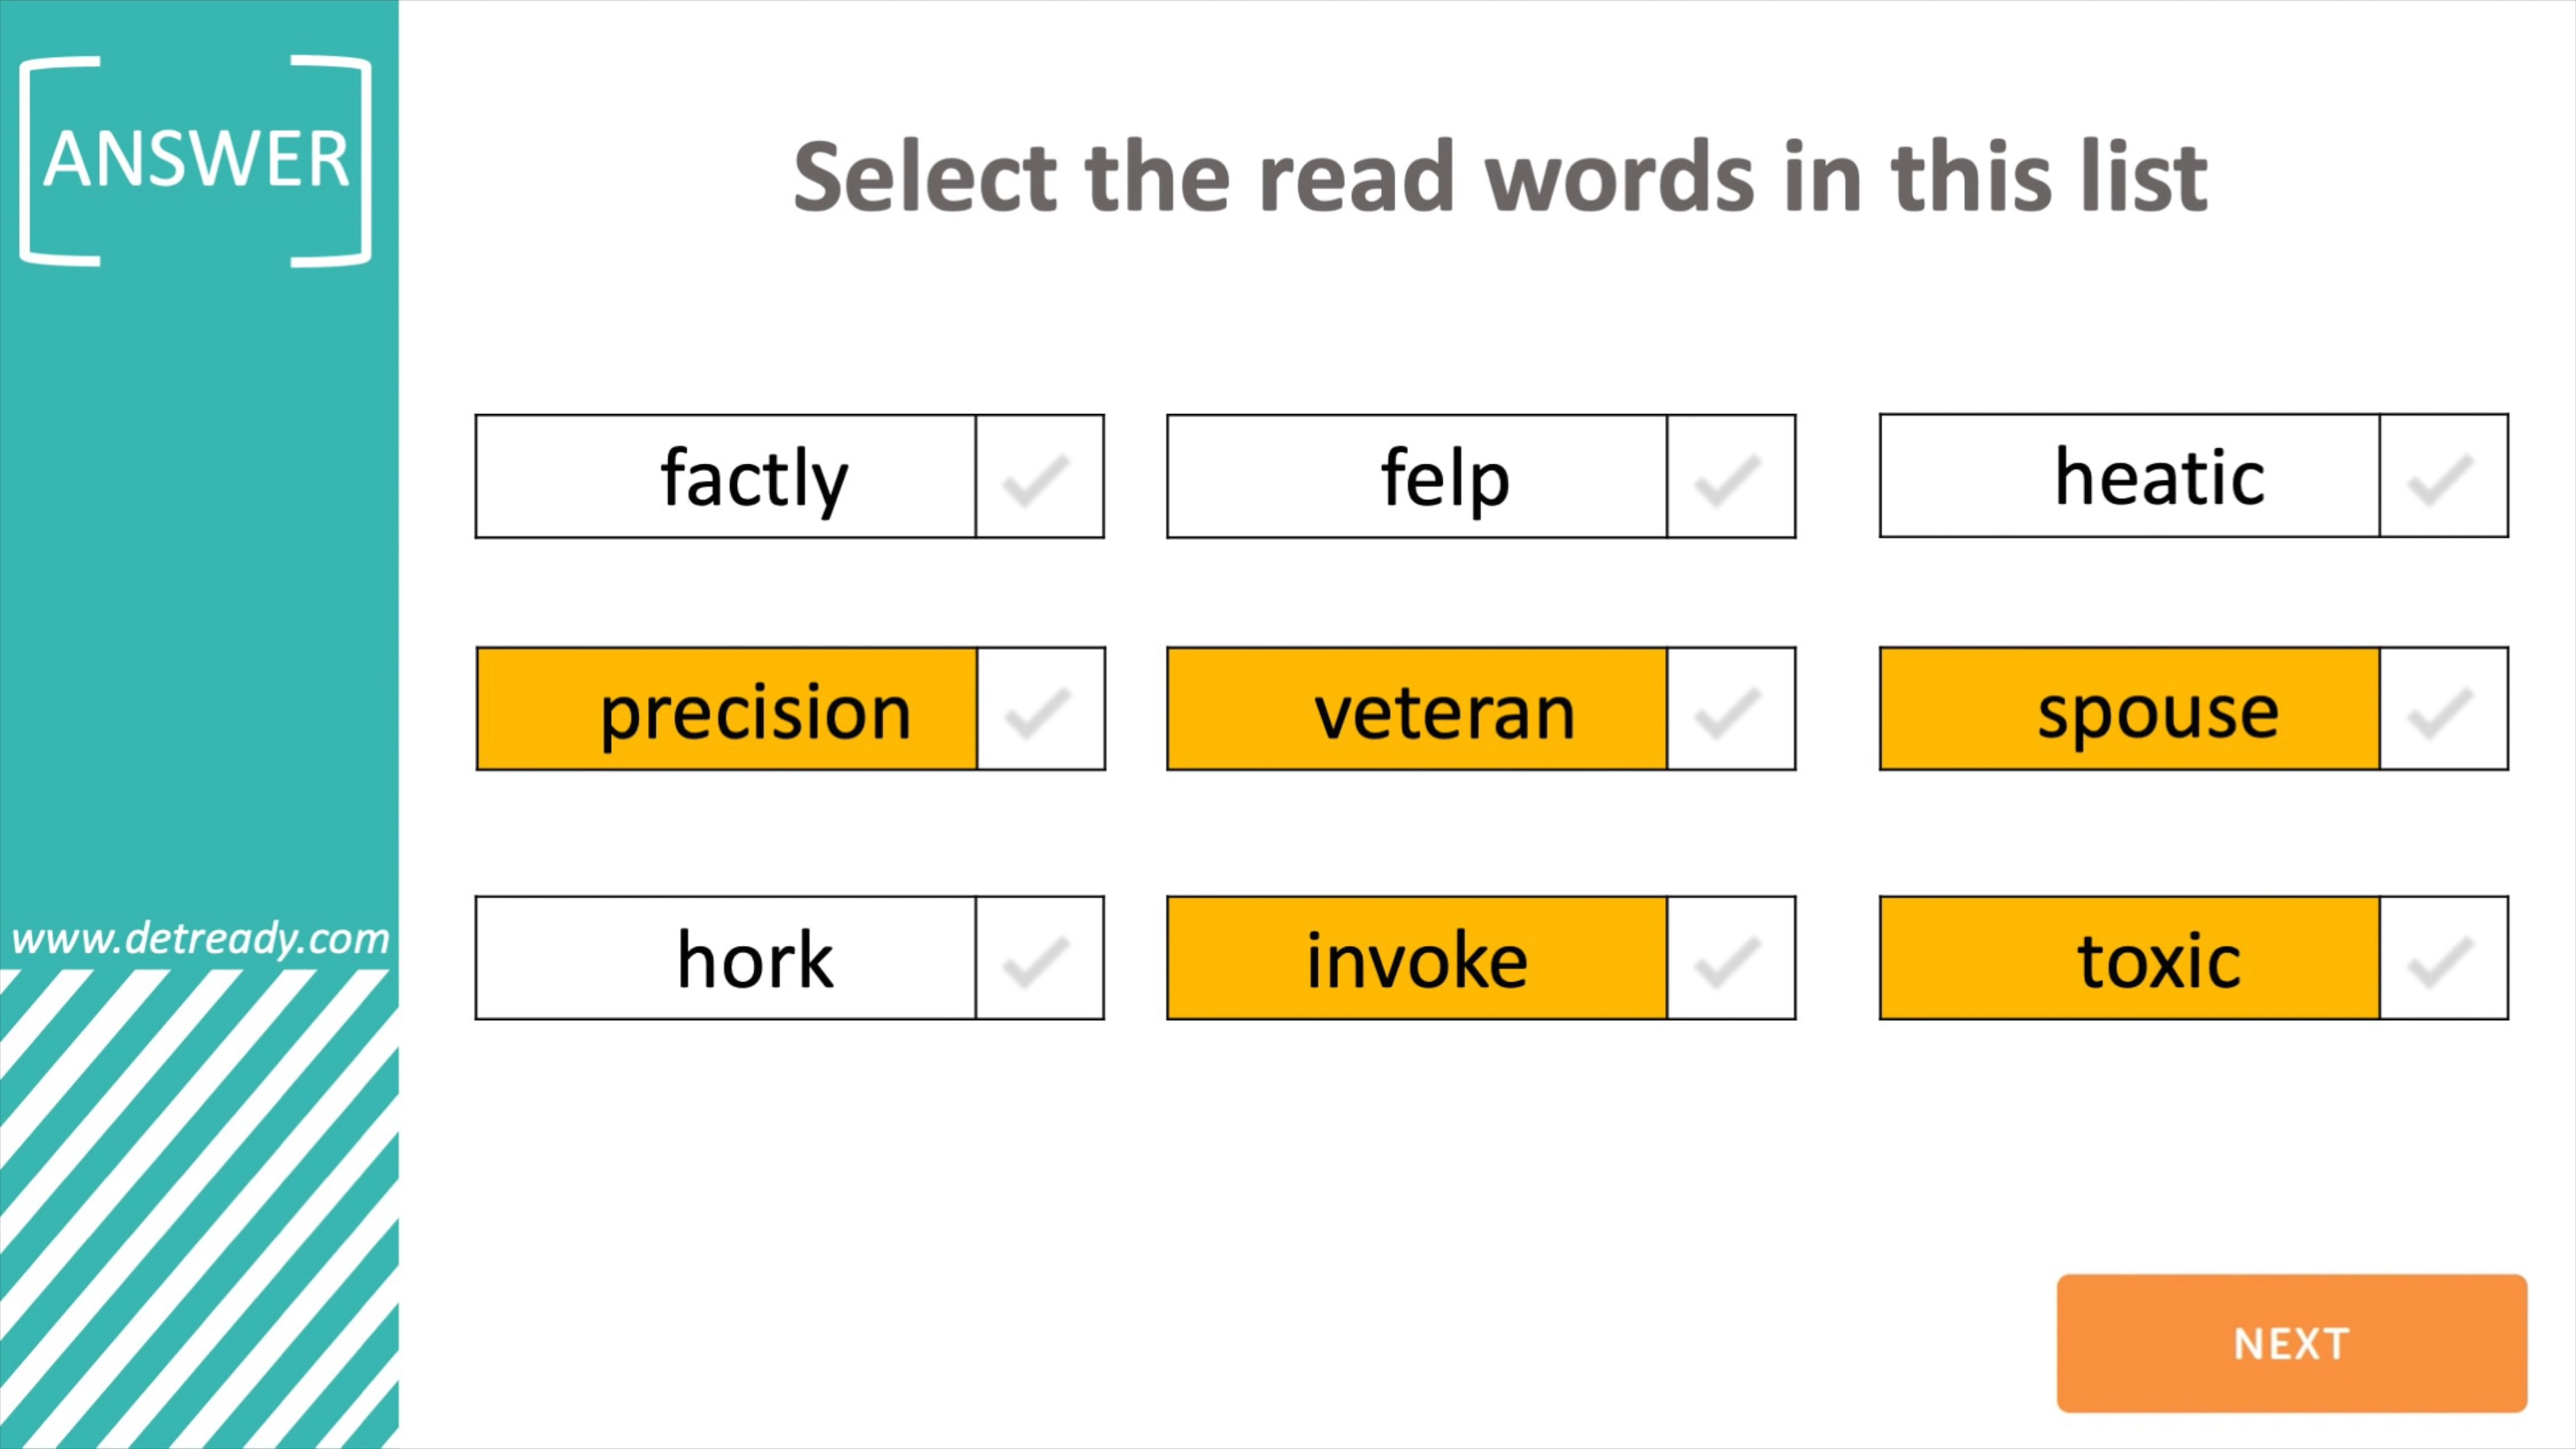 ANSWER
Select the read words in this list
factly felp heatic
precision veteran spouse
hork invoke toxic
www.detready.com
NEXT